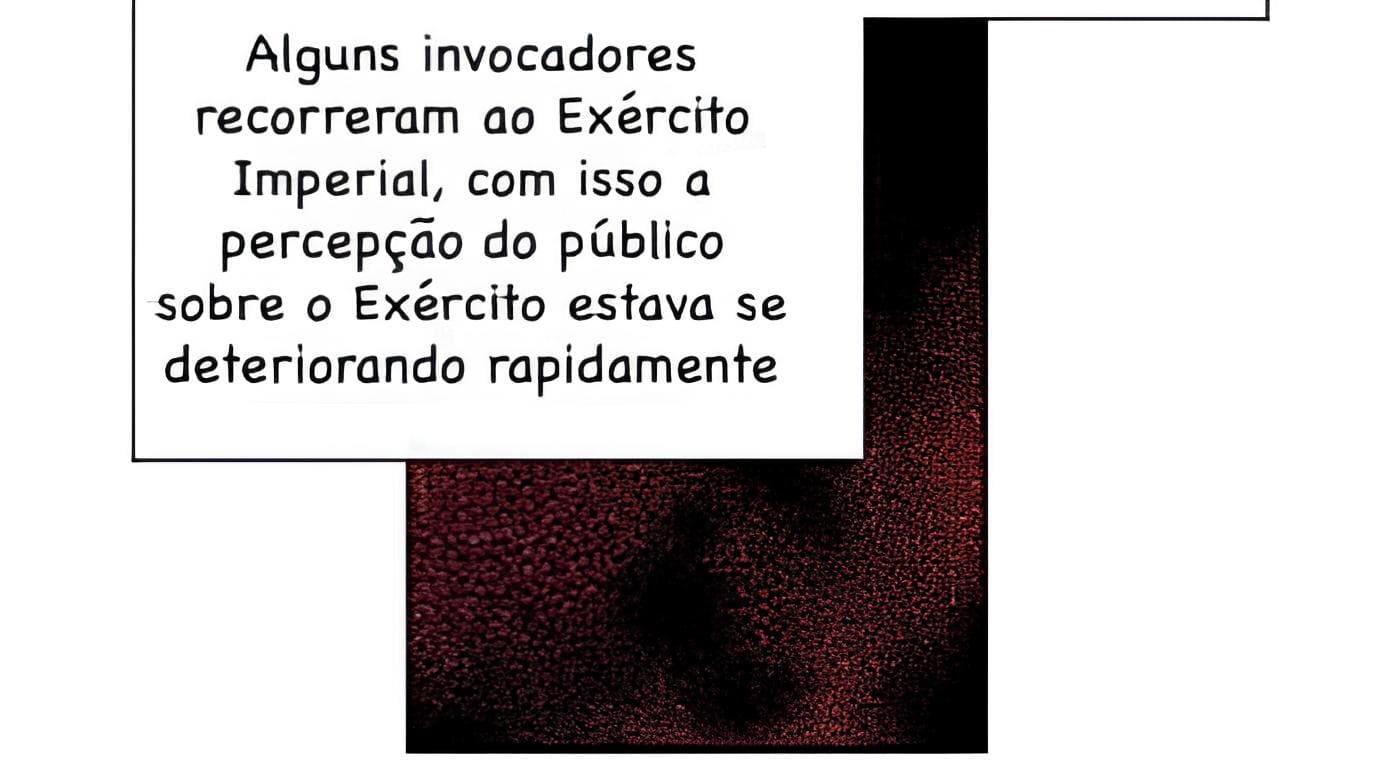 Alguns invocadores
recorreram ao Exército
Imperial, com isso a
percepção do público
sobre o Exército estava se
deteriorando rapidamente